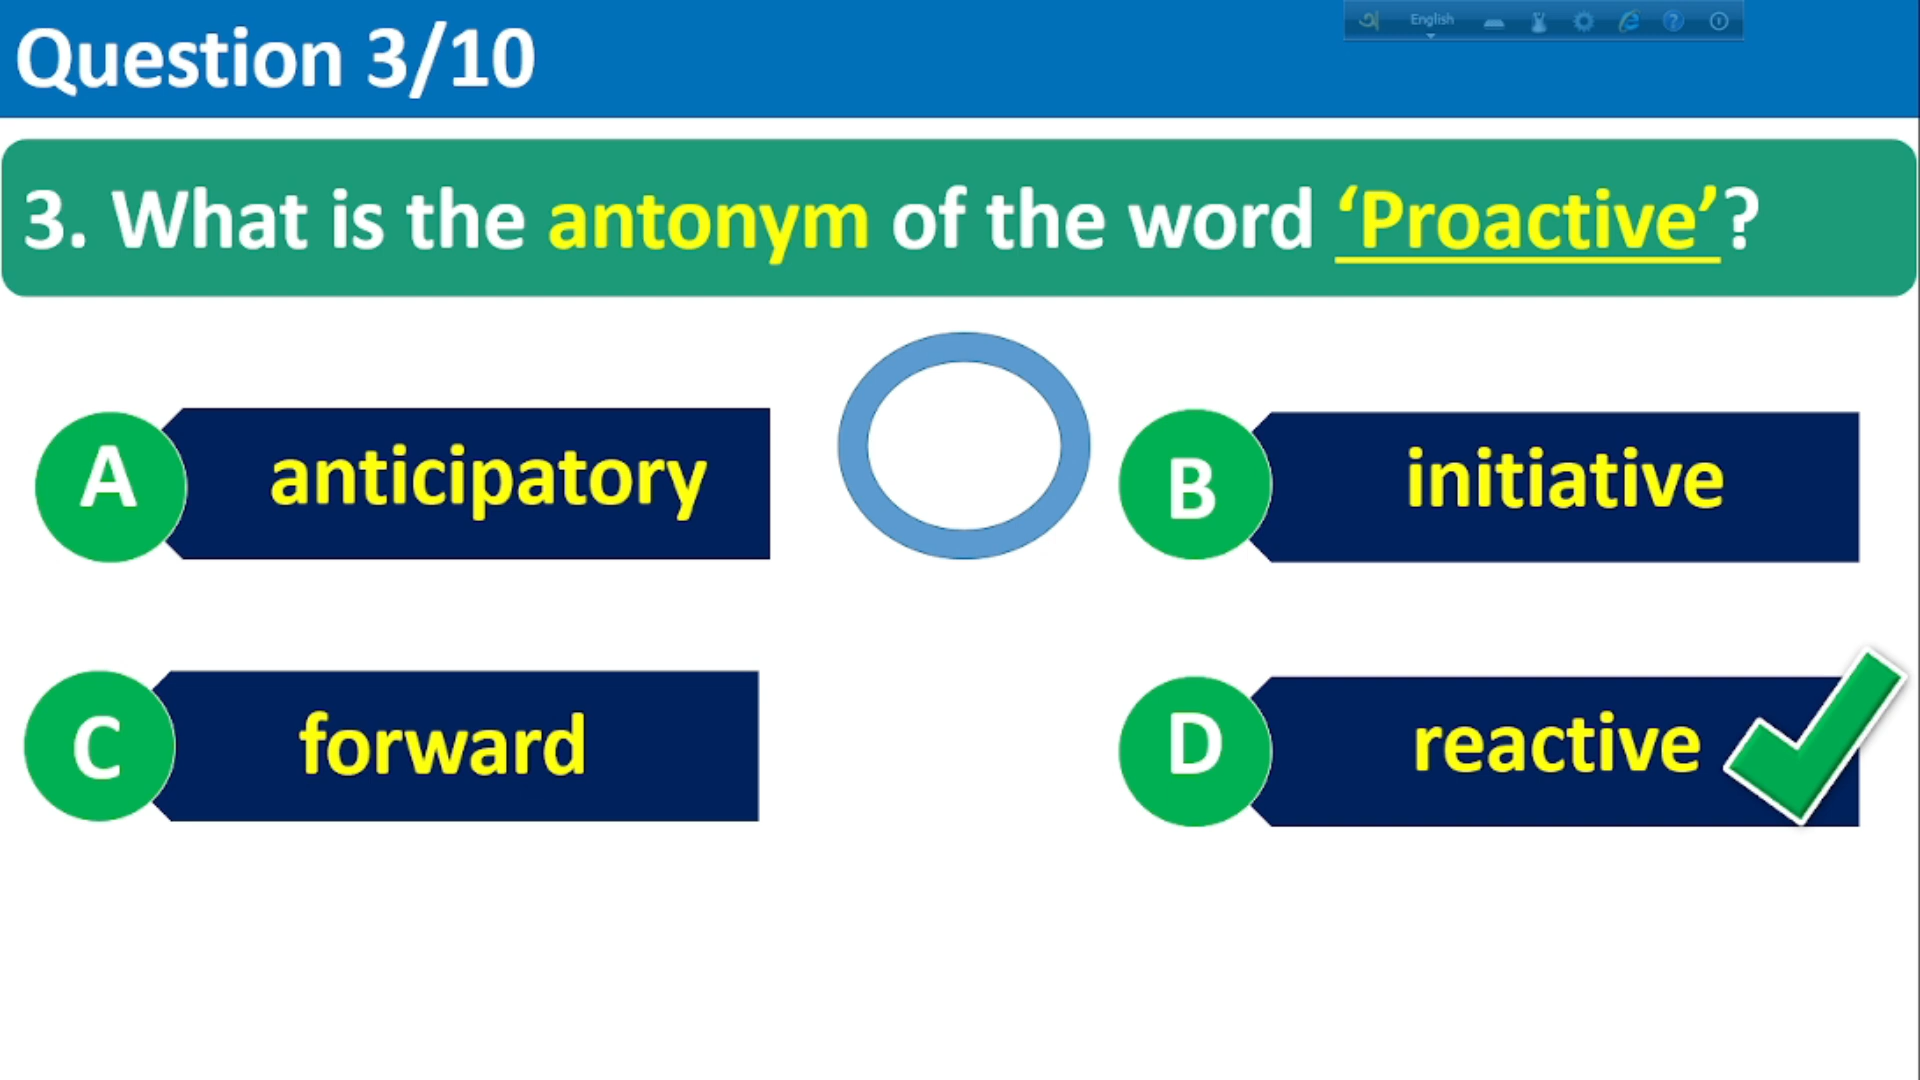 Question 3/10
English
3. What is the antonym of the word ‘Proactive’?
A anticipatory
B initiative
C forward
D reactive